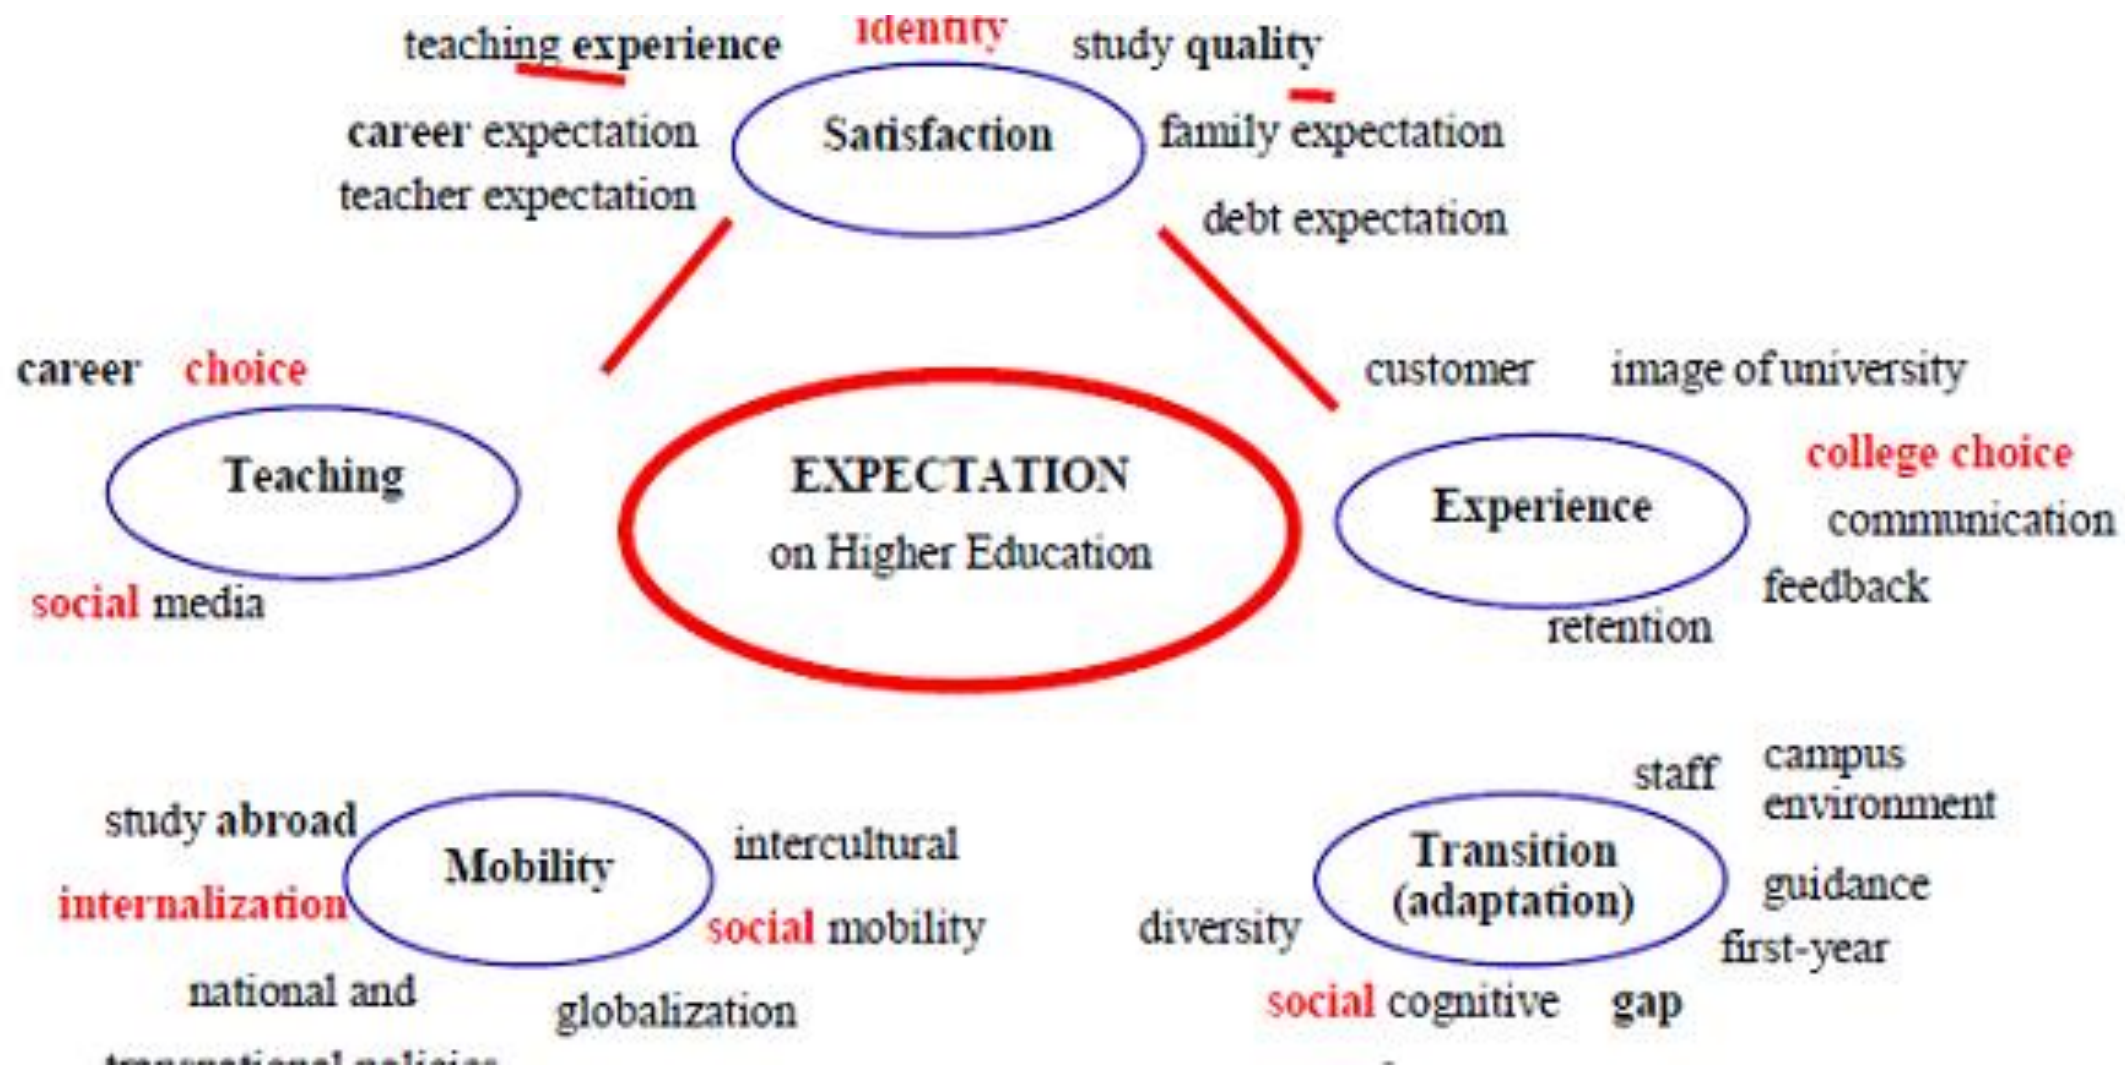 identity
teaching experience
study quality
career expectation
Satisfaction
family expectation
teacher expectation
debt expectation
career choice
customer
image of university
Teaching
EXPECTATION
on Higher Education
college choice
Experience
communication
social media
feedback
retention
study abroad
Mobility
intercultural
internalization
social mobility
national and
globalization
transnational policies
staff
campus
environment
Transition
(adaptation)
guidance
diversity
first-year
social cognitive
gap